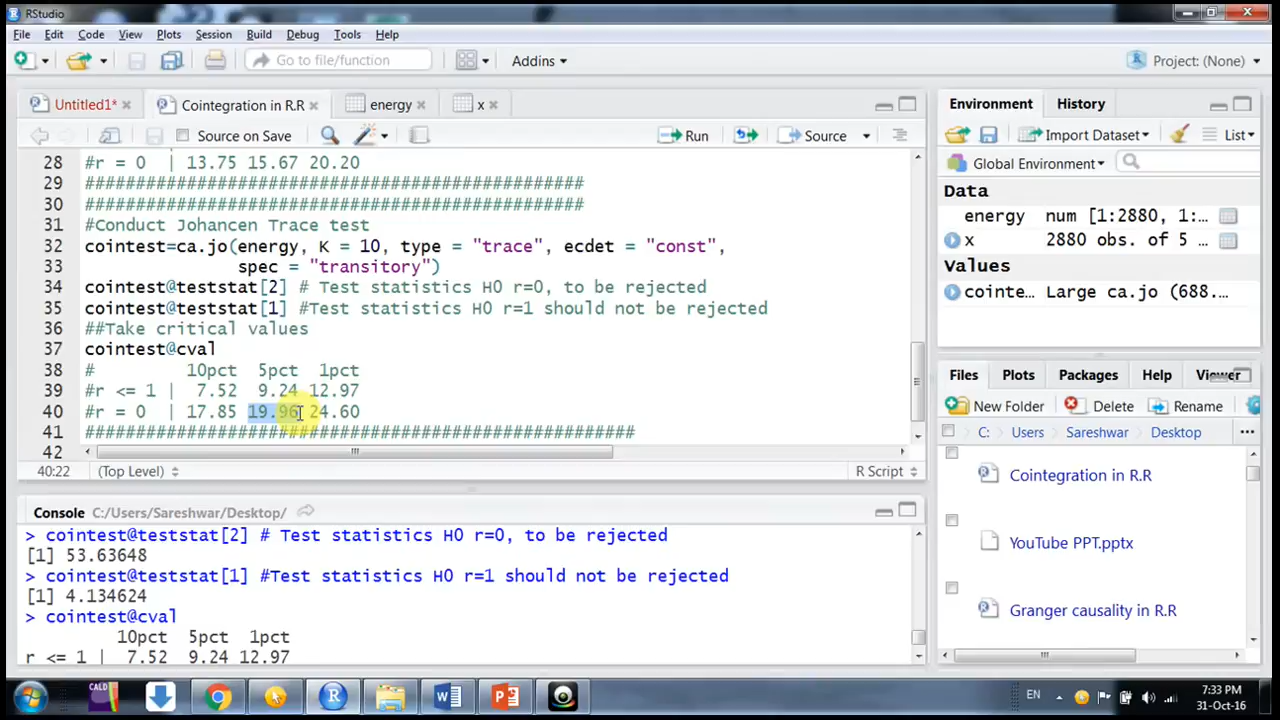 RStudio
File Edit Code View Plots Session Build Debug Tools Help
Go to file/function Addins Project: (None)
Untitled1* Cointegration in R.R energy x
Source on Save Run Source
28 #r = 0 | 13.75 15.67 20.20
29 #################################################
30 #################################################
31 #Conduct Johancen Trace test
32 cointest=ca.jo(energy, K = 10, type = "trace", ecdet = "const",
33 spec = "transitory")
34 cointest@teststat[2] # Test statistics H0 r=0, to be rejected
35 cointest@teststat[1] #Test statistics H0 r=1 should not be rejected
36 ##Take critical values
37 cointest@cval
38 # 10pct 5pct 1pct
39 #r <= 1 | 7.52 9.24 12.97
40 #r = 0 | 17.85 19.96 24.60
41 ######################################################
42
40:22 (Top Level) R Script
Console C:/Users/Sareshwar/Desktop/
> cointest@teststat[2] # Test statistics H0 r=0, to be rejected
[1] 53.63648
> cointest@teststat[1] #Test statistics H0 r=1 should not be rejected
[1] 4.134624
> cointest@cval
10pct 5pct 1pct
r <= 1 | 7.52 9.24 12.97
Environment History
Import Dataset List
Global Environment
Data
energy num [1:2880, 1:…
x 2880 obs. of 5 …
Values
cointe… Large ca.jo (688.…
Files Plots Packages Help Viewer
New Folder Delete Rename
C: Users Sareshwar Desktop ...
Cointegration in R.R
YouTube PPT.pptx
Granger causality in R.R
CALD
EN
7:33 PM
31-Oct-16